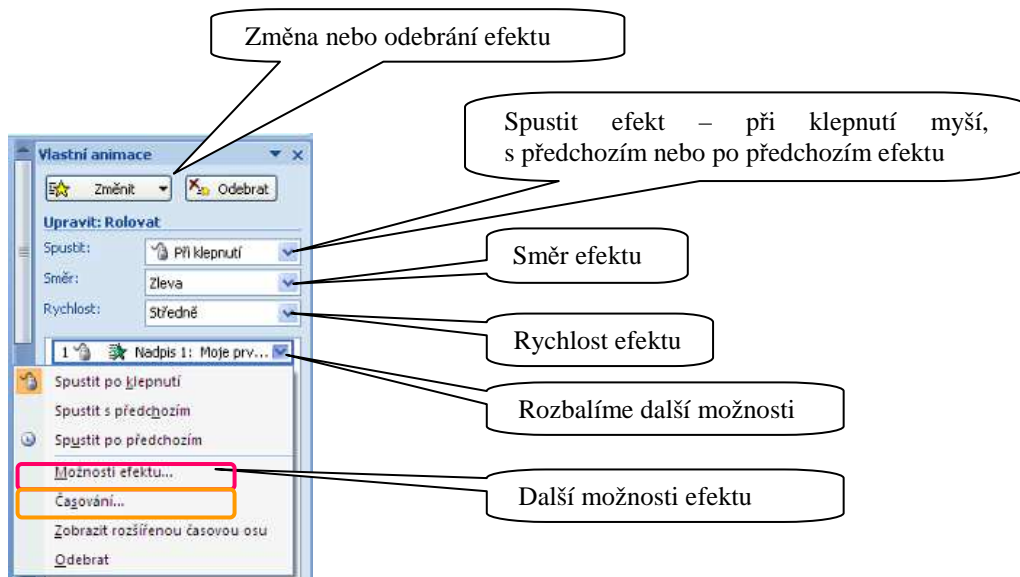 Změna nebo odebrání efektu
Spustit efekt – při klepnutí myší,
s předchozím nebo po předchozím efektu
Vlastní animace
Změnit
Odebrat
Upravit: Rolovat
Spustit:
Při klepnutí
Směr efektu
Směr:
Zleva
Rychlost:
Středně
Rychlost efektu
1 Nadpis 1: Moje prv...
Spustit po klepnutí
Rozbalíme další možnosti
Spustit s předchozím
Spustit po předchozím
Možnosti efektu...
Další možnosti efektu
Časování...
Zobrazit rozšířenou časovou osu
Odebrat